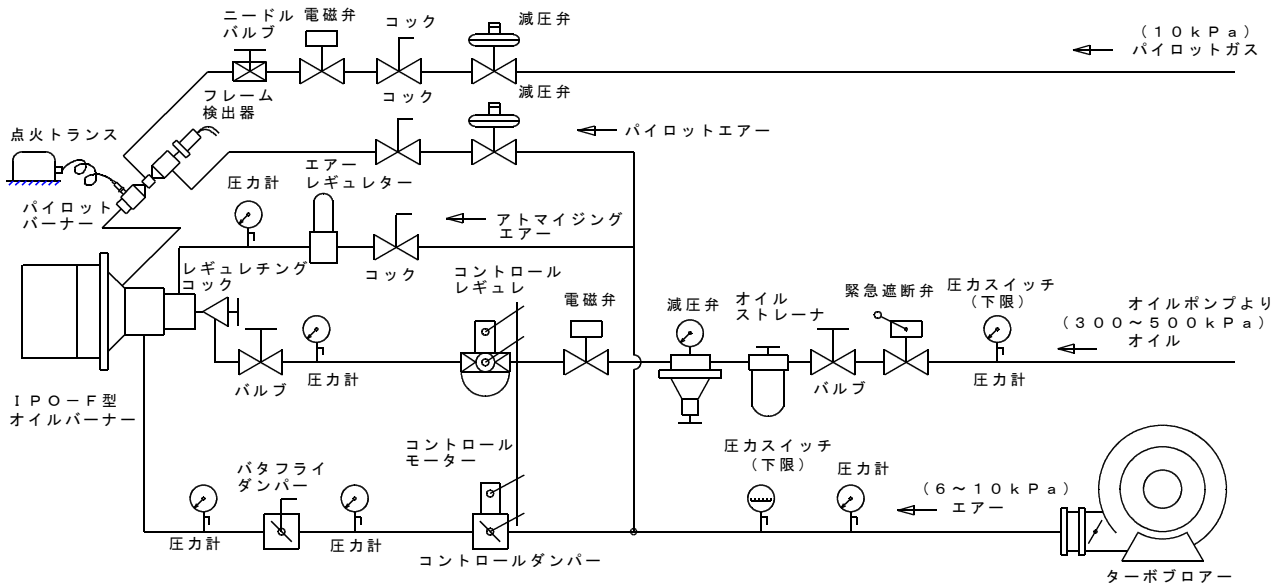 ニードル
バルブ
電磁弁
コック
減圧弁
(10kPa)
パイロットガス
フレーム
検出器
コック
減圧弁
点火トランス
パイロットエアー
エアー
レギュレター
圧力計
パイロット
バーナー
アトマイジング
エアー
コック
レギュレチング
コック
コントロール
レギュレ
電磁弁
減圧弁
オイル
ストレーナ
緊急遮断弁
圧力スイッチ
(下限)
オイルポンプより
(300～500kPa)
オイル
バルブ
圧力計
バルブ
圧力計
IPO－F型
オイルバーナー
コントロール
モーター
圧力スイッチ
(下限)
圧力計
バタフライ
ダンパー
(6～10kPa)
エアー
圧力計
圧力計
コントロールダンパー
ターボブロアー